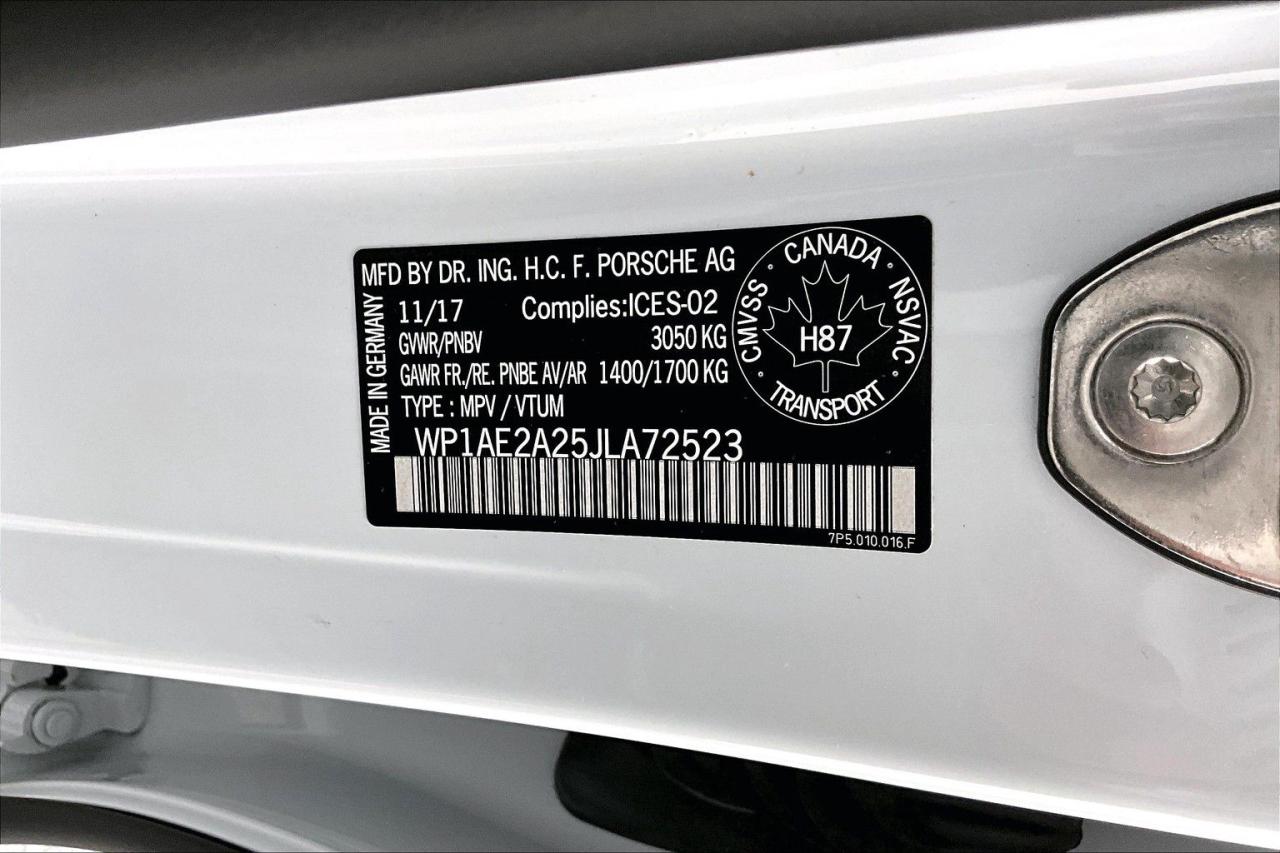 MFD BY DR. ING. H.C. F. PORSCHE AG
MADE IN GERMANY
11/17 Complies:ICES-02
GVWR/PNBV 3050 KG
GAWR FR./RE. PNBE AV/AR 1400/1700 KG
TYPE : MPV / VTUM
WP1AE2A25JLA72523
7P5.010.016.F
CANADA · NSVAC · TRANSPORT · CMVSS ·
H87